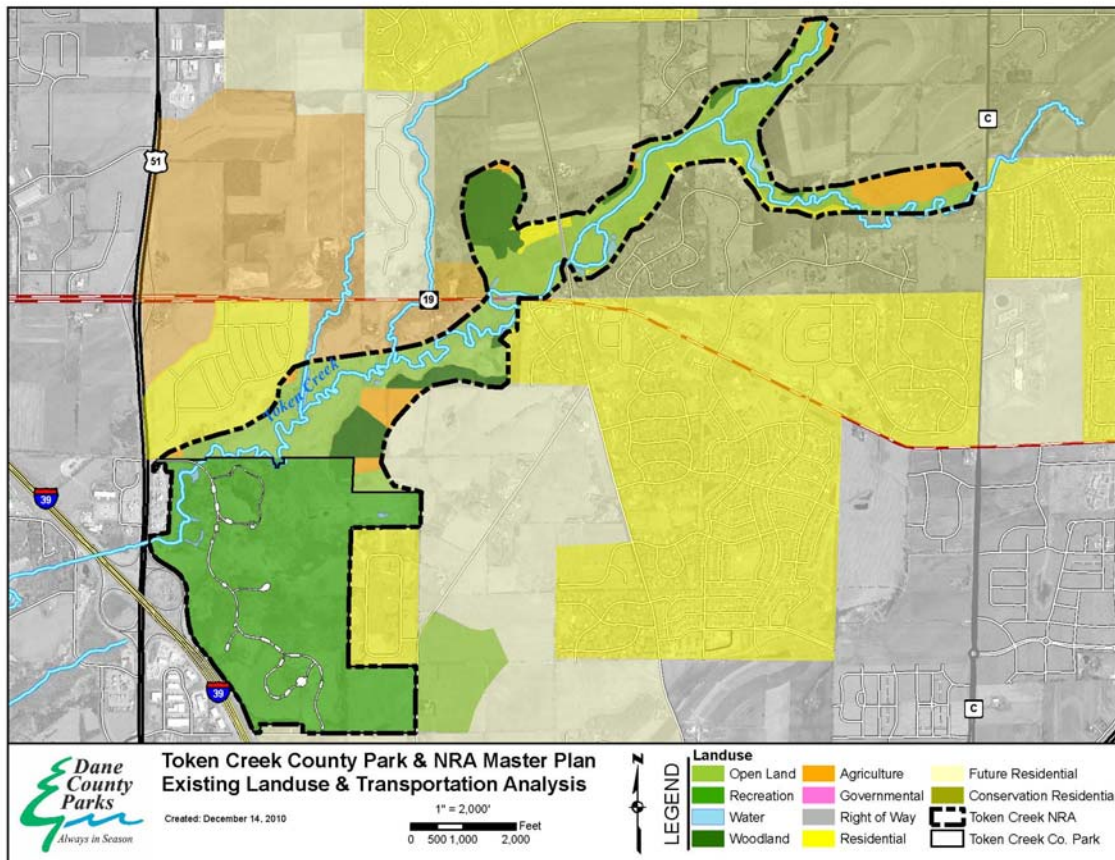 51
C
19
Token Creek
39
39
C
Dane
County
Parks
Always in Season
Token Creek County Park & NRA Master Plan
Existing Landuse & Transportation Analysis
Created: December 14, 2010
1" = 2,000'
Feet
0 500 1,000 2,000
N
LEGEND
Landuse
Open Land
Recreation
Water
Woodland
Agriculture
Governmental
Right of Way
Residential
Future Residential
Conservation Residential
Token Creek NRA
Token Creek Co. Park